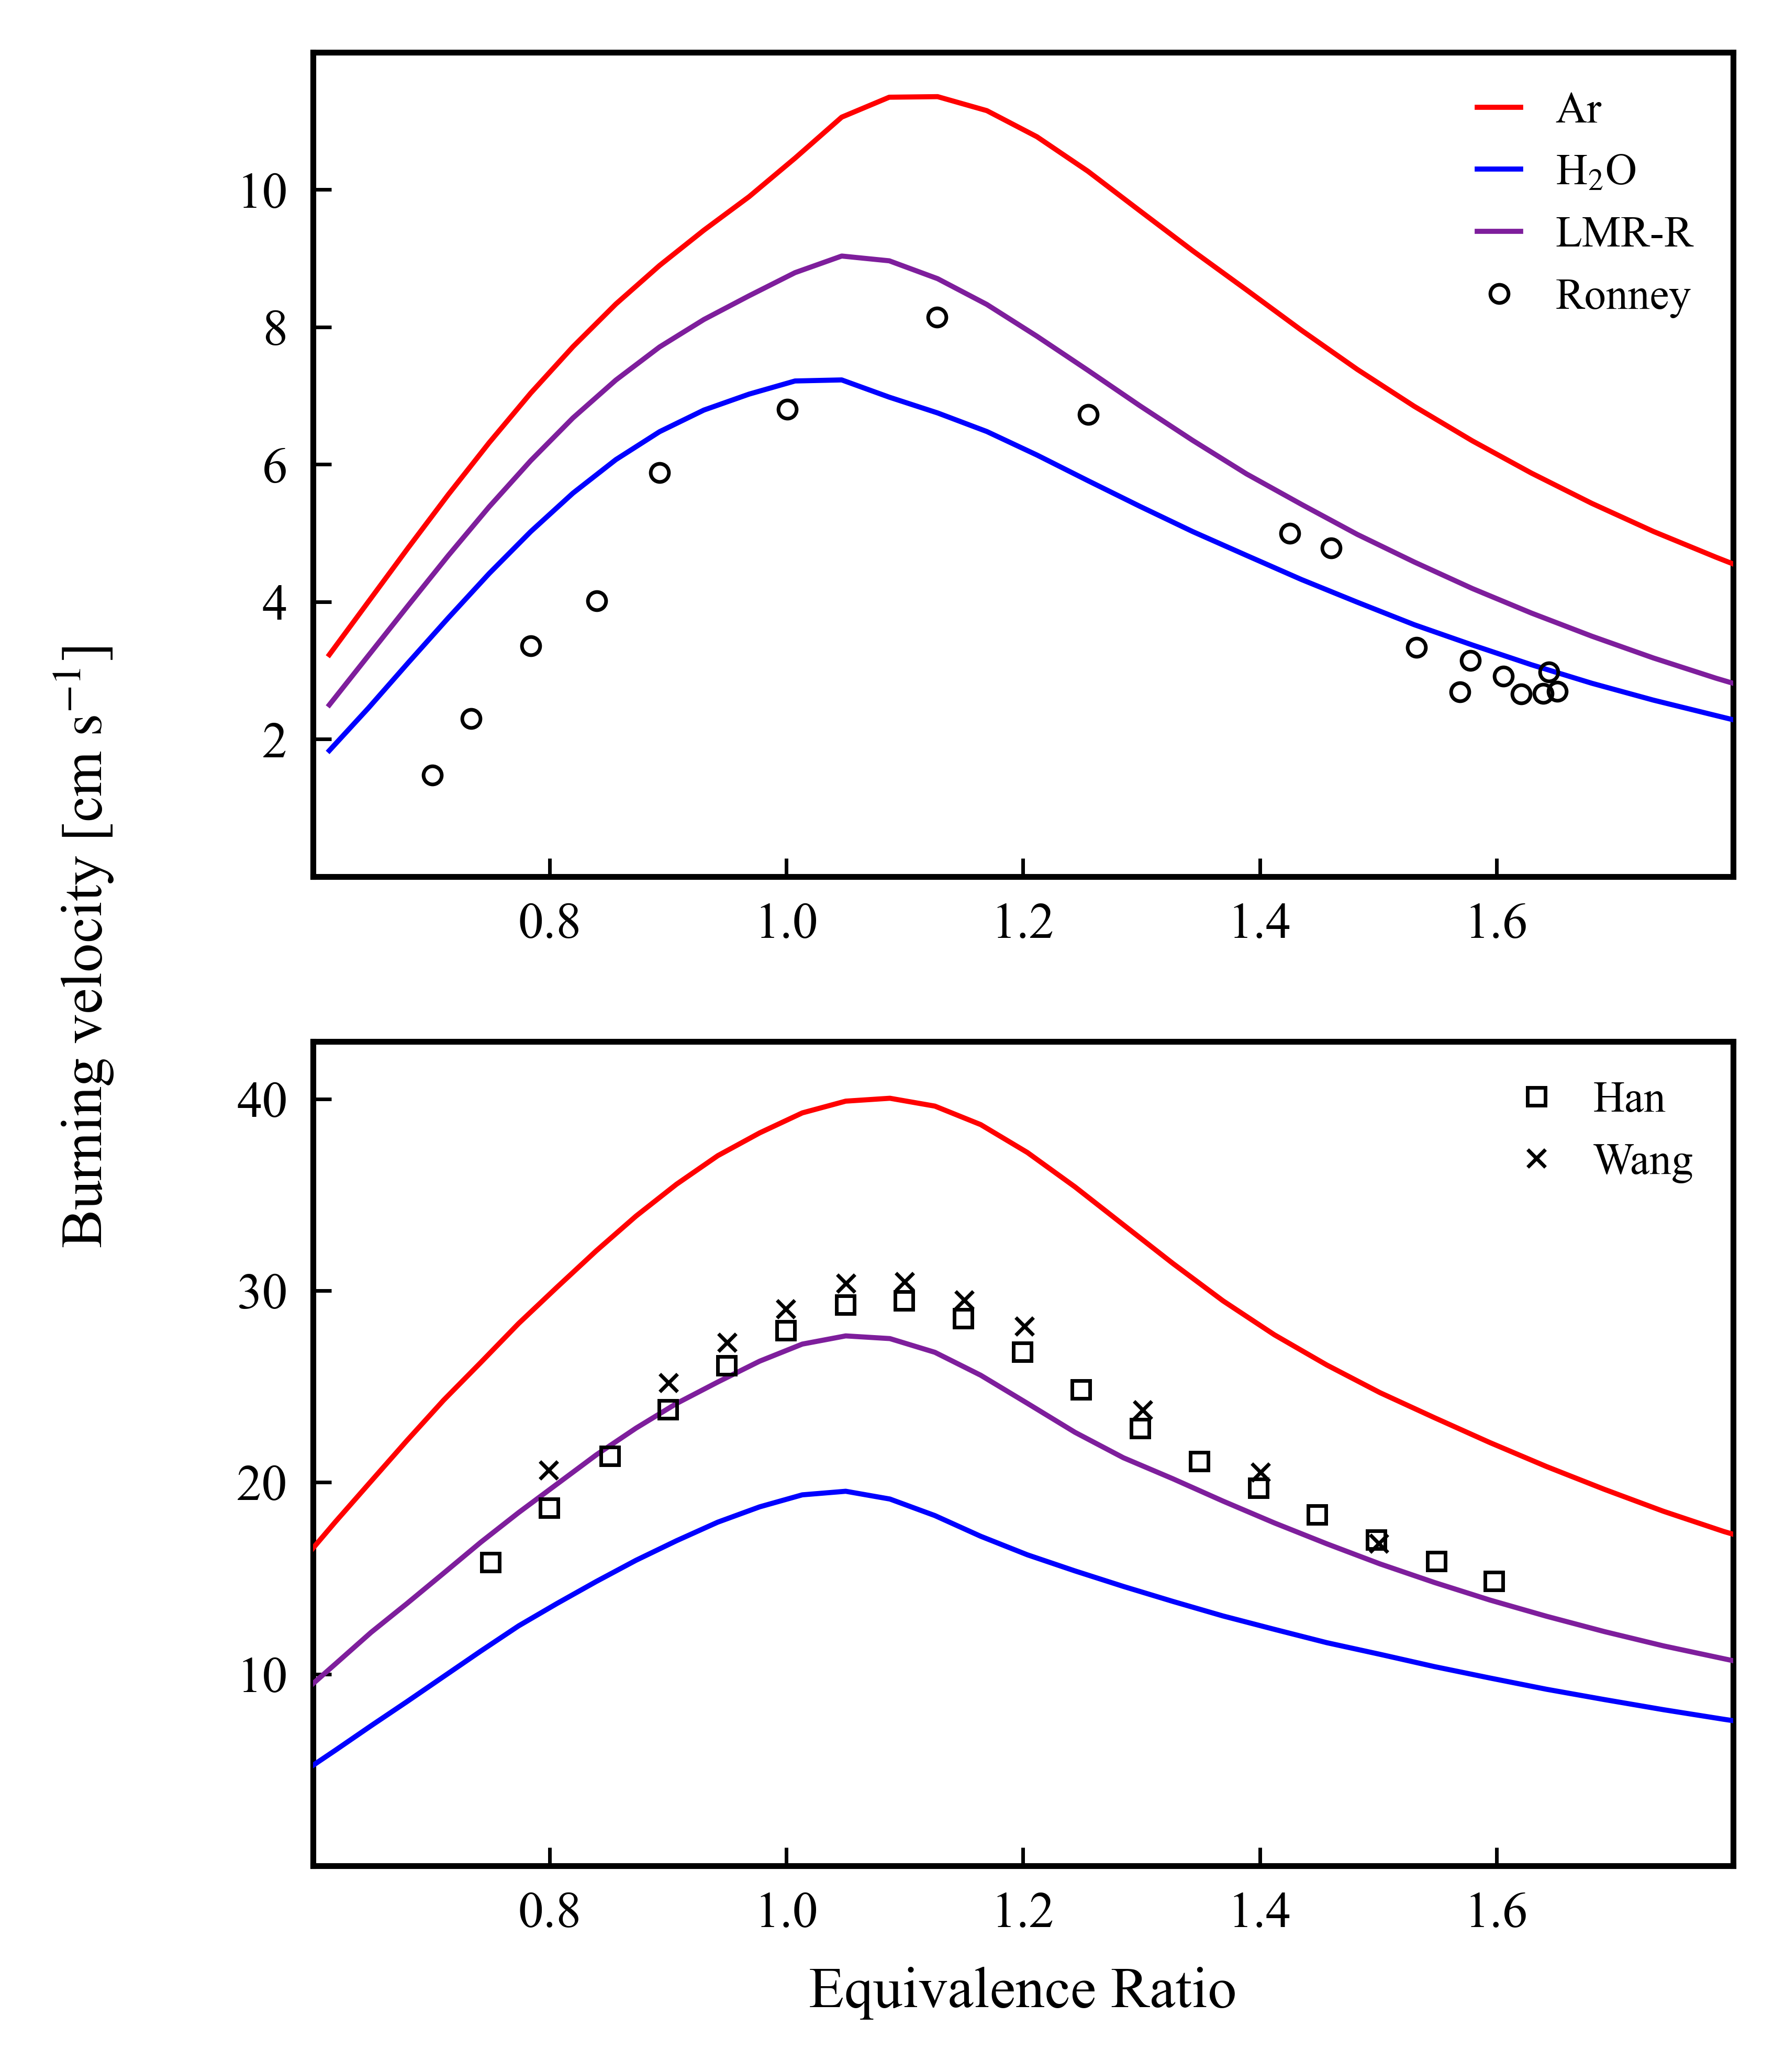 Burning velocity [cm s⁻¹]
10
8
6
4
2
Ar
H₂O
LMR-R
Ronney
0.8 1.0 1.2 1.4 1.6
40
30
20
10
Han
Wang
0.8 1.0 1.2 1.4 1.6
Equivalence Ratio